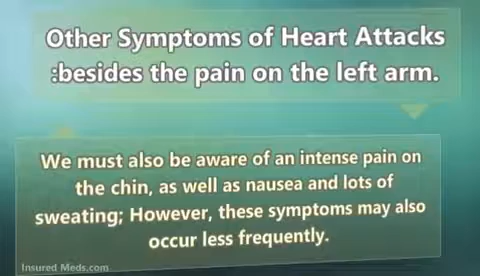 Other Symptoms of Heart Attacks
:besides the pain on the left arm.
We must also be aware of an intense pain on
the chin, as well as nausea and lots of
sweating; However, these symptoms may also
occur less frequently.
Insured Meds.com